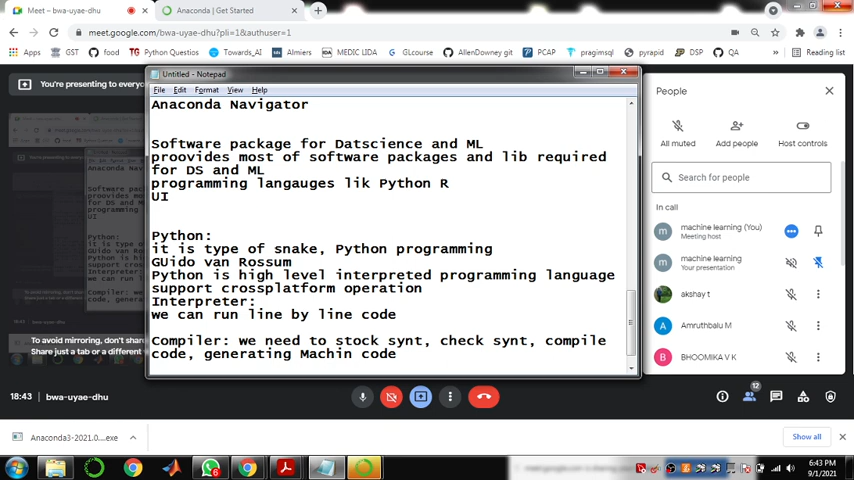 Meet – bwa-uyae-dhu
Anaconda | Get Started
meet.google.com/bwa-uyae-dhu?pli=1&authuser=1
Apps
GST
food
Python Questions
Towards_AI
Almiers
MEDIC LIDA
GLcourse
AllenDowney git
PCAP
pragimsql
pyrapid
DSP
QA
Reading list
You're presenting to everyo
Untitled - Notepad
File Edit Format View Help
Anaconda Navigator
Software package for Datscience and ML
proovides most of software packages and lib required
for DS and ML
programming langauges lik Python R
UI
Python:
it is type of snake, Python programming
GUido van Rossum
Python is high level interpreted programming language
support crossplatform operation
Interpreter:
we can run line by line code
Compiler: we need to stock synt, check synt, compile
code, generating Machin code
To avoid mirroring, don't share
Share just a tab or a different
People
All muted
Add people
Host controls
Search for people
In call
machine learning (You)
Meeting host
machine learning
Your presentation
akshay t
Amruthbalu M
BHOOMIKA V K
18:43
bwa-uyae-dhu
12
Anaconda3-2021.0....exe
Show all
6:43 PM
9/1/2021